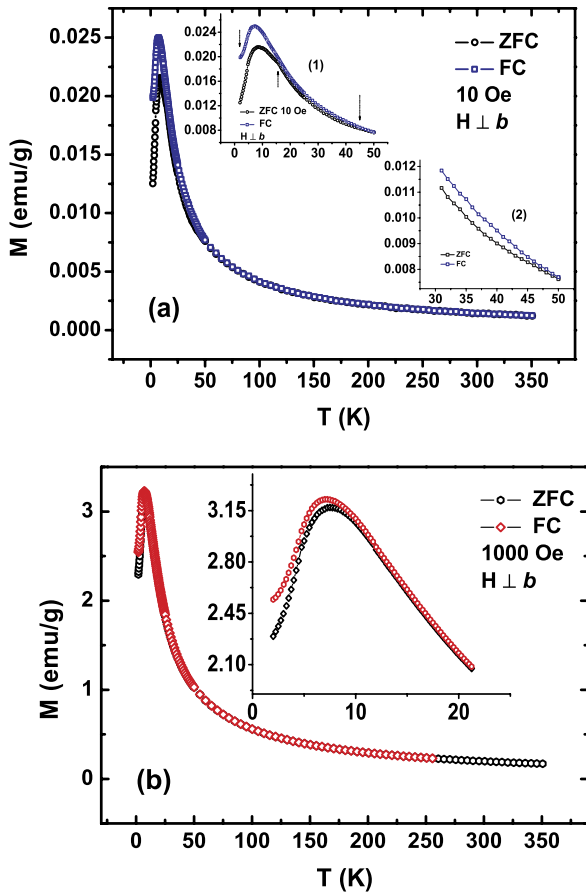 (a)
ZFC
FC
10 Oe
H ⊥ b
M (emu/g)
0.025
0.020
0.015
0.010
0.005
0.000
0 50 100 150 200 250 300 350
T (K)
(1)
0.024
0.020
0.016
0.012
0.008
ZFC 10 Oe
FC
H ⊥ b
0 10 20 30 40 50
(2)
0.012
0.011
0.010
0.009
0.008
ZFC
FC
30 35 40 45 50
(b)
ZFC
FC
1000 Oe
H ⊥ b
M (emu/g)
3
2
1
0
0 50 100 150 200 250 300 350
T (K)
3.15
2.80
2.45
2.10
0 10 20